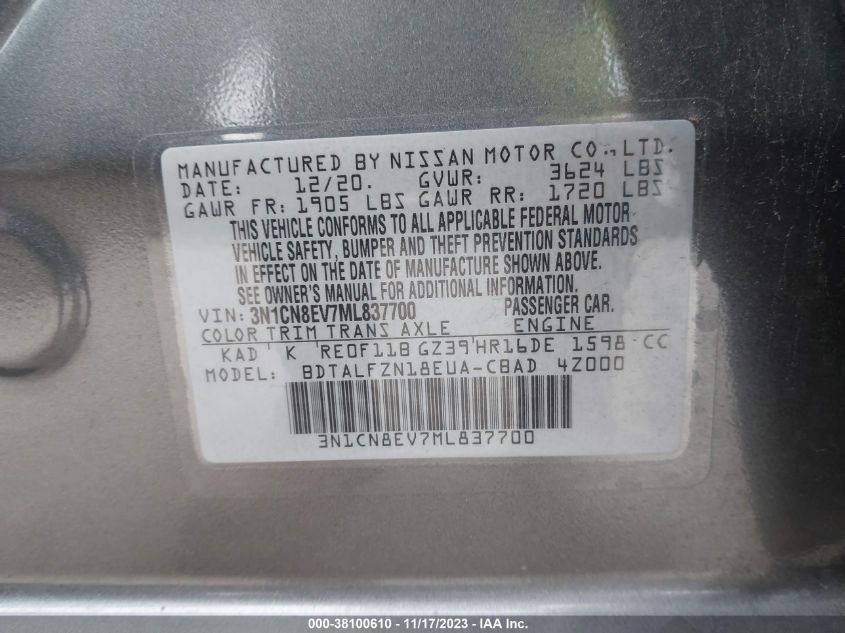 MANUFACTURED BY NISSAN MOTOR CO., LTD.
DATE: 12/20. GVWR: 3624 LBS
GAWR FR: 1905 LBS GAWR RR: 1720 LBS
THIS VEHICLE CONFORMS TO ALL APPLICABLE FEDERAL MOTOR
VEHICLE SAFETY, BUMPER AND THEFT PREVENTION STANDARDS
IN EFFECT ON THE DATE OF MANUFACTURE SHOWN ABOVE.
SEE OWNER'S MANUAL FOR ADDITIONAL INFORMATION.
VIN: 3N1CN8EV7ML837700 PASSENGER CAR.
COLOR TRIM TRANS AXLE ENGINE
KAD K RE0F11B GZ39 HR16DE 1598 CC
MODEL: BDTALFZN18EUA-CBAD 4Z000
3N1CN8EV7ML837700
000-38100610 - 11/17/2023 - IAA Inc.